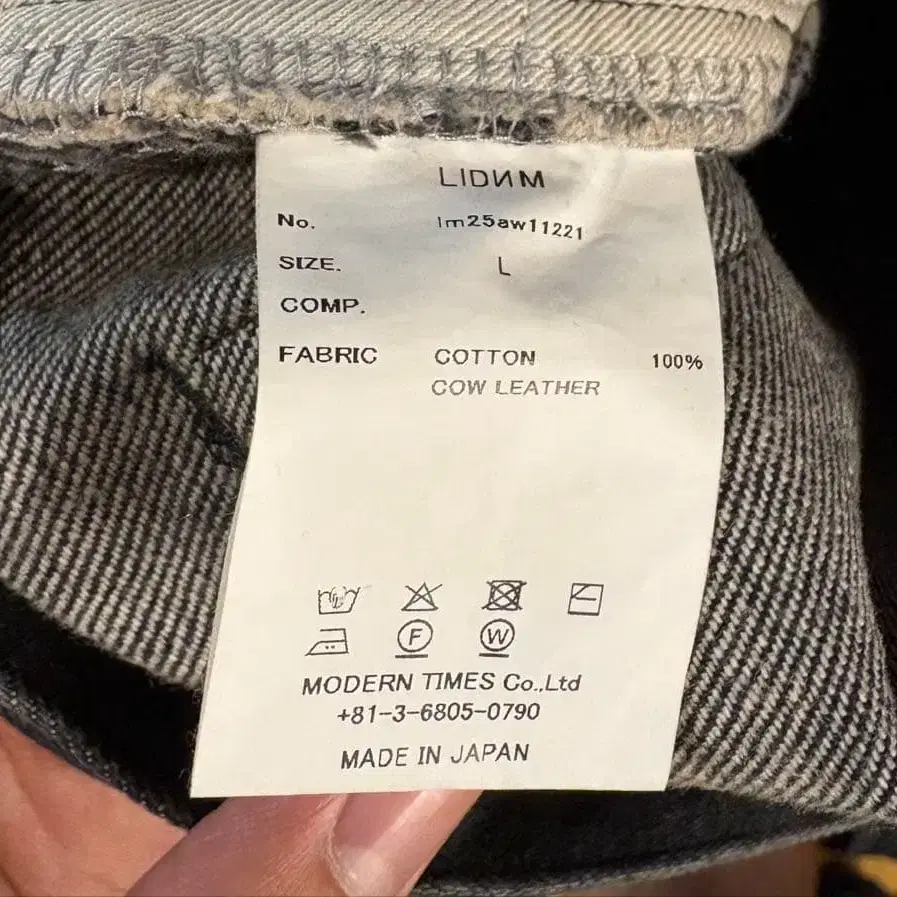 LIDИM
No. lm25aw11221
SIZE. L
COMP.
FABRIC COTTON 100%
COW LEATHER
F W
MODERN TIMES Co.,Ltd
+81-3-6805-0790
MADE IN JAPAN